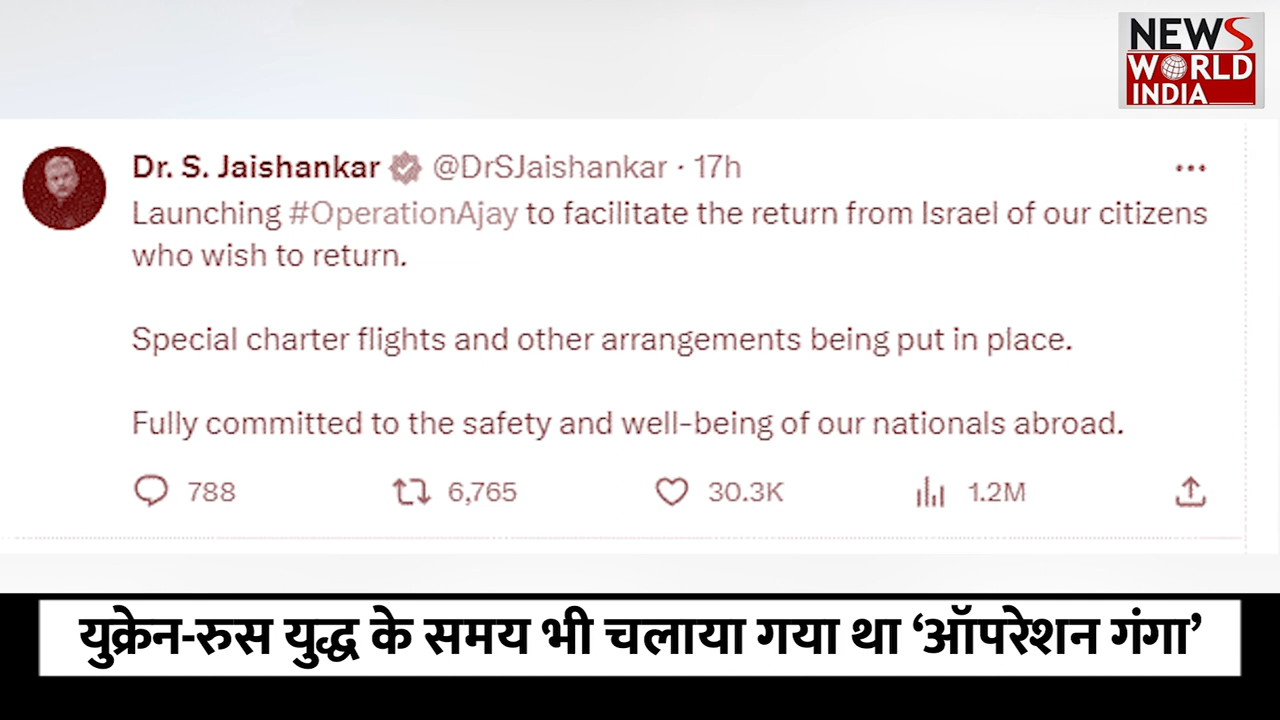 NEWS
WORLD
INDIA
Dr. S. Jaishankar @DrSJaishankar · 17h
Launching #OperationAjay to facilitate the return from Israel of our citizens
who wish to return.
Special charter flights and other arrangements being put in place.
Fully committed to the safety and well-being of our nationals abroad.
788 6,765 30.3K 1.2M
युक्रेन-रुस युद्ध के समय भी चलाया गया था ‘ऑपरेशन गंगा’